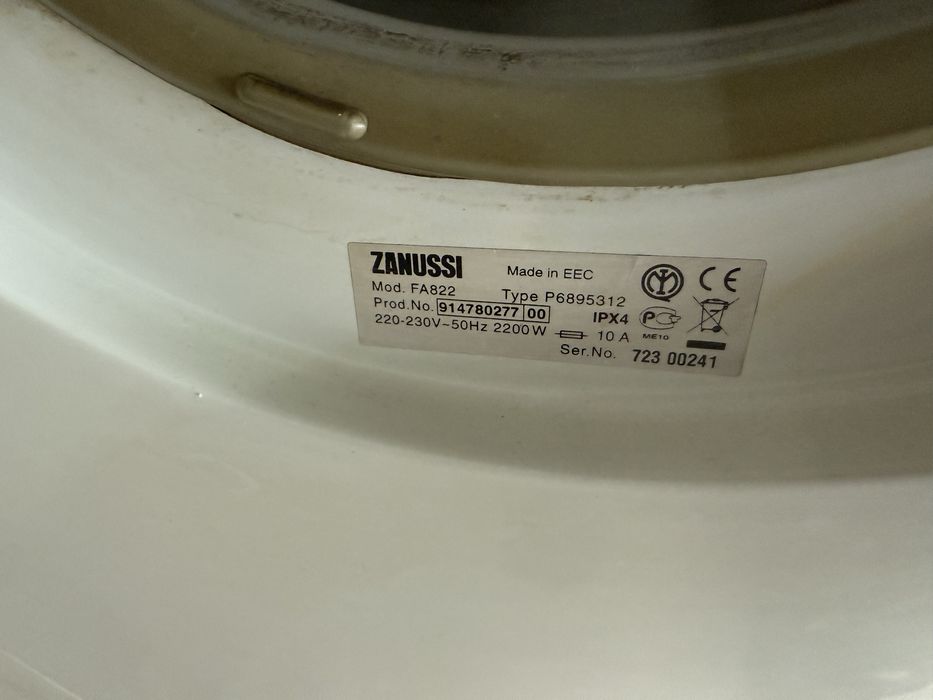 ZANUSSI Made in EEC CE
Mod. FA822 Type P6895312
Prod.No. 914780277 00 IPX4
220-230V~50Hz 2200W 10 A ME10
Ser.No. 723 00241